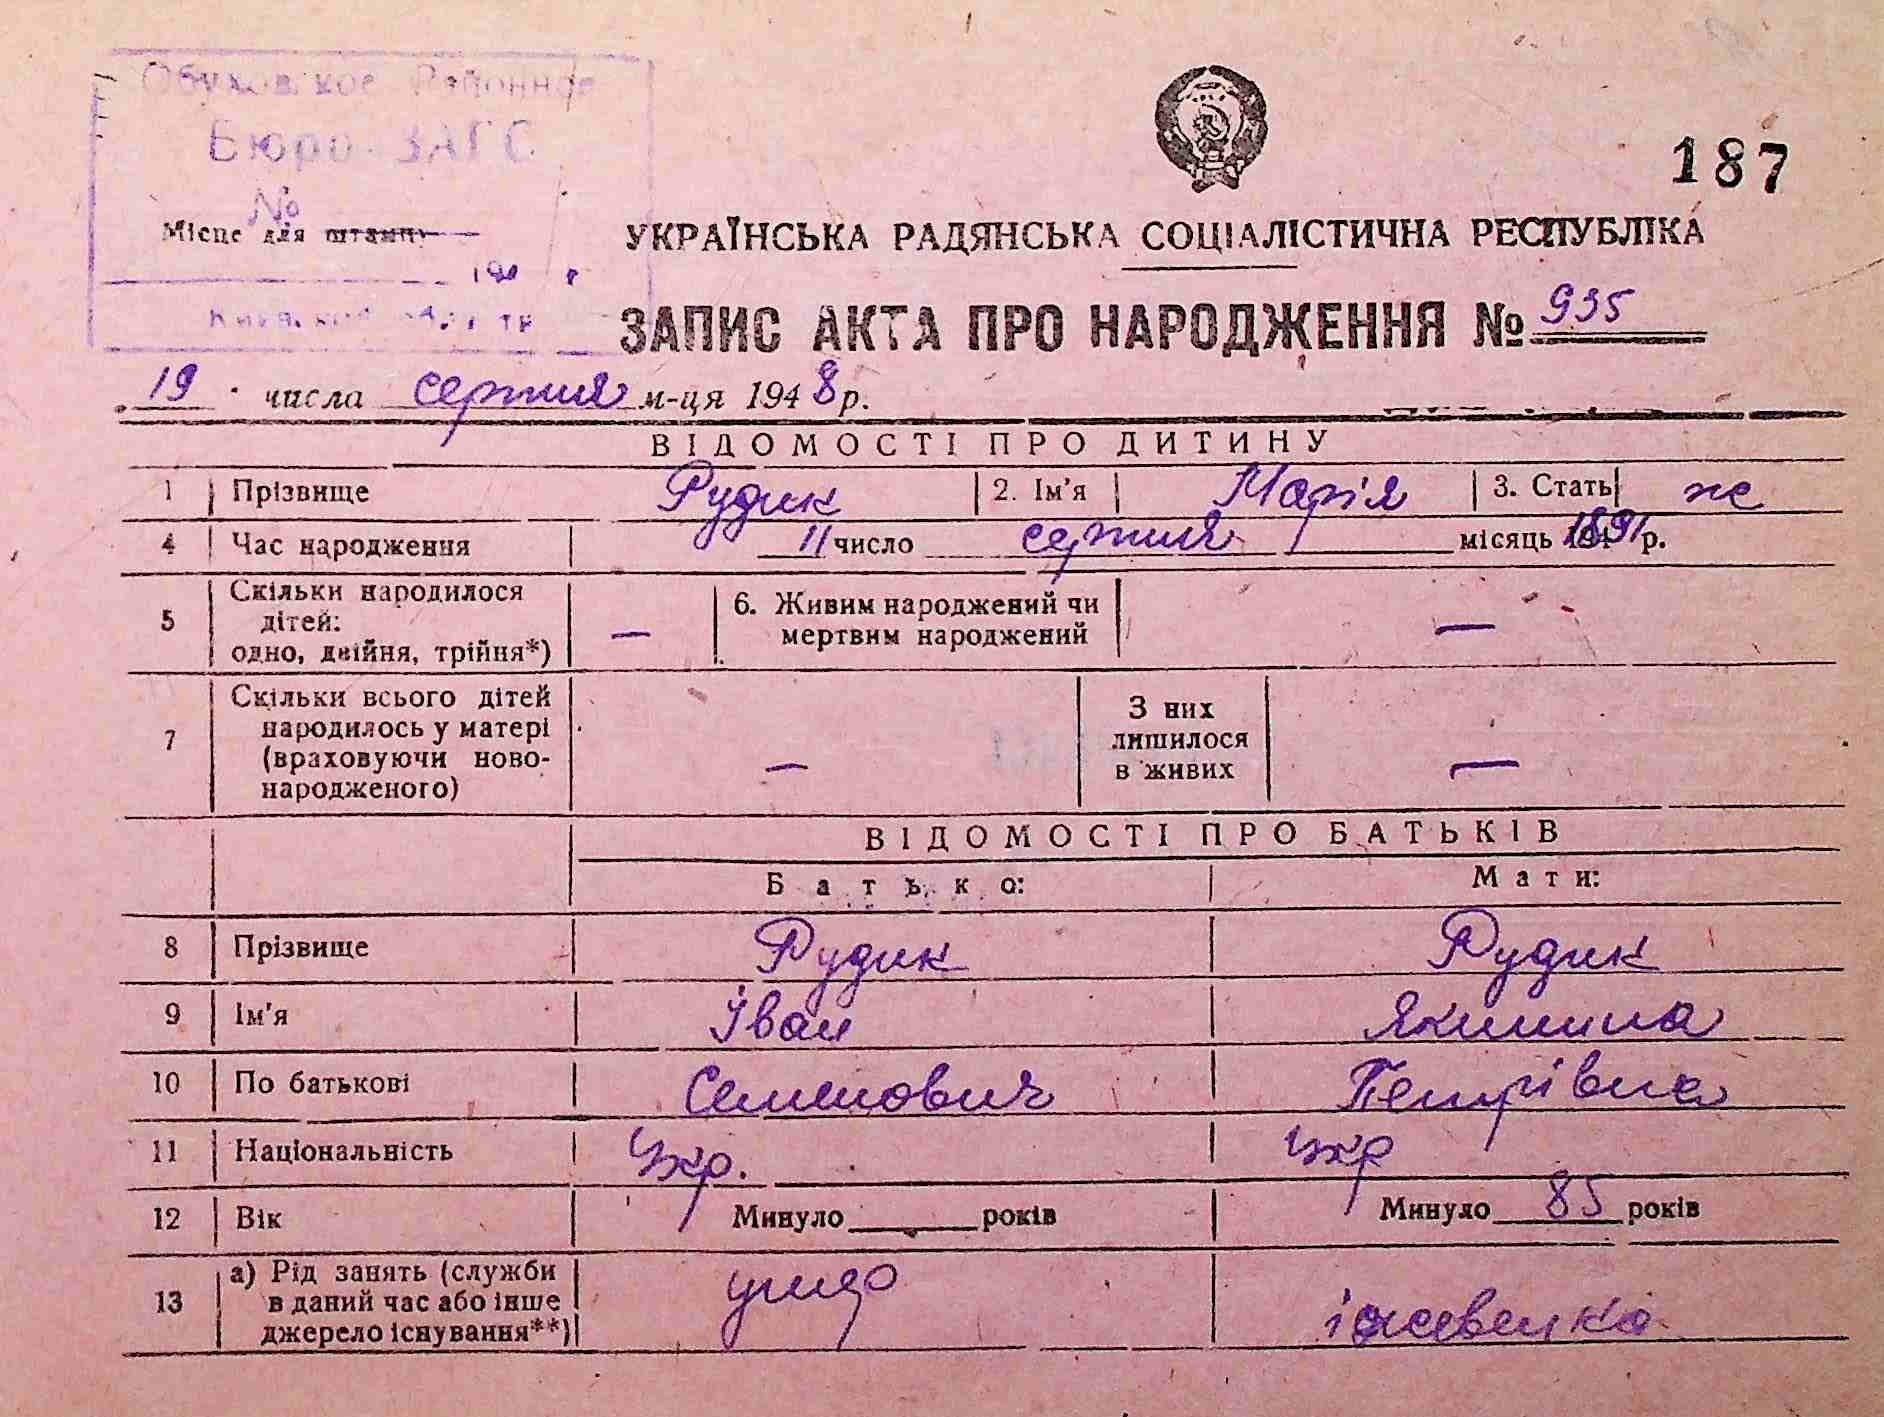 Обуховское Районное
Бюро ЗАГС
№
Місце для штампу
194 г
Киевской области
187
УКРАЇНСЬКА РАДЯНСЬКА СОЦІАЛІСТИЧНА РЕСПУБЛІКА
ЗАПИС АКТА ПРО НАРОДЖЕННЯ № 935
19 числа серпня м-ця 1948 р.
ВІДОМОСТІ ПРО ДИТИНУ
1 Прізвище Рудик 2. Ім'я Марія 3. Стать ж
4 Час народження 11 число серпня місяць 1891 р.
5 Скільки народилося дітей: одно, двійня, трійня*) — 6. Живим народжений чи мертвим народжений —
7 Скільки всього дітей народилось у матері (враховуючи ново-народженого) — З них лишилося в живих —
ВІДОМОСТІ ПРО БАТЬКІВ
Батько: Мати:
8 Прізвище Рудик Рудик
9 Ім'я Іван Якилина
10 По батькові Семенович Петрівна
11 Національність Укр. Укр
12 Вік Минуло років Минуло 85 років
13 а) Рід занять (служби в даний час або інше джерело існування**)